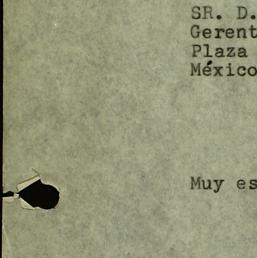 SR. D.
Gerent
Plaza
México
Muy es